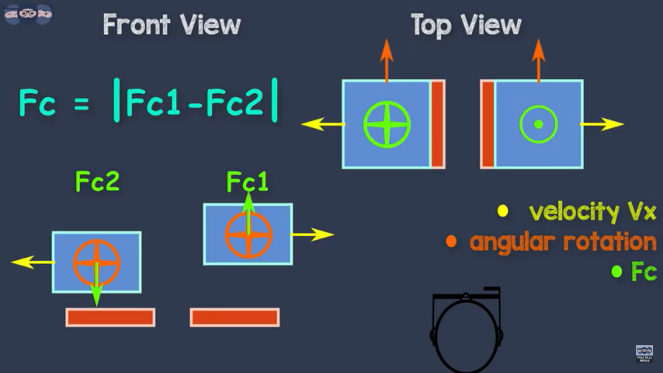 Front View
Top View
Fc = |Fc1-Fc2|
Fc2
Fc1
velocity Vx
angular rotation
Fc